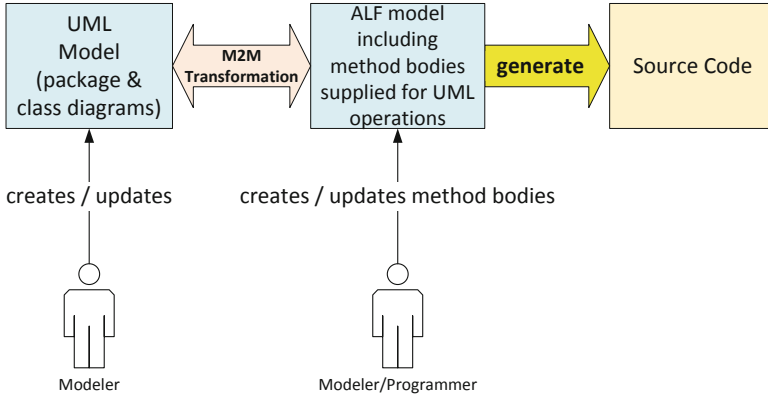 UML
Model
(package &
class diagrams)
M2M
Transformation
ALF model
including
method bodies
supplied for UML
operations
generate
Source Code
creates / updates
creates / updates method bodies
Modeler
Modeler/Programmer